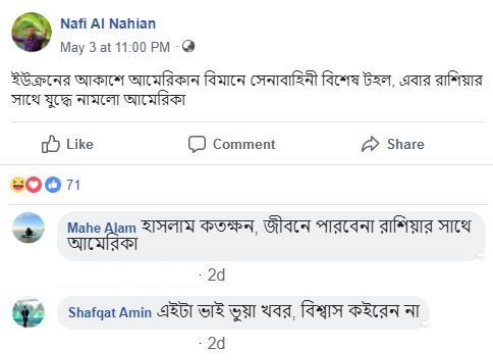 Nafi Al Nahian
May 3 at 11:00 PM ·
ইউক্রনের আকাশে আমেরিকান বিমানে সেনাবাহিনী বিশেষ টহল, এবার রাশিয়ার
সাথে যুদ্ধে নামলো আমেরিকা
Like Comment Share
71
Mahe Alam হাসলাম কতক্ষন, জীবনে পারবেনা রাশিয়ার সাথে
আমেরিকা
· 2d
Shafqat Amin এইটা ভাই ভুয়া খবর, বিশ্বাস কইরেন না
· 2d